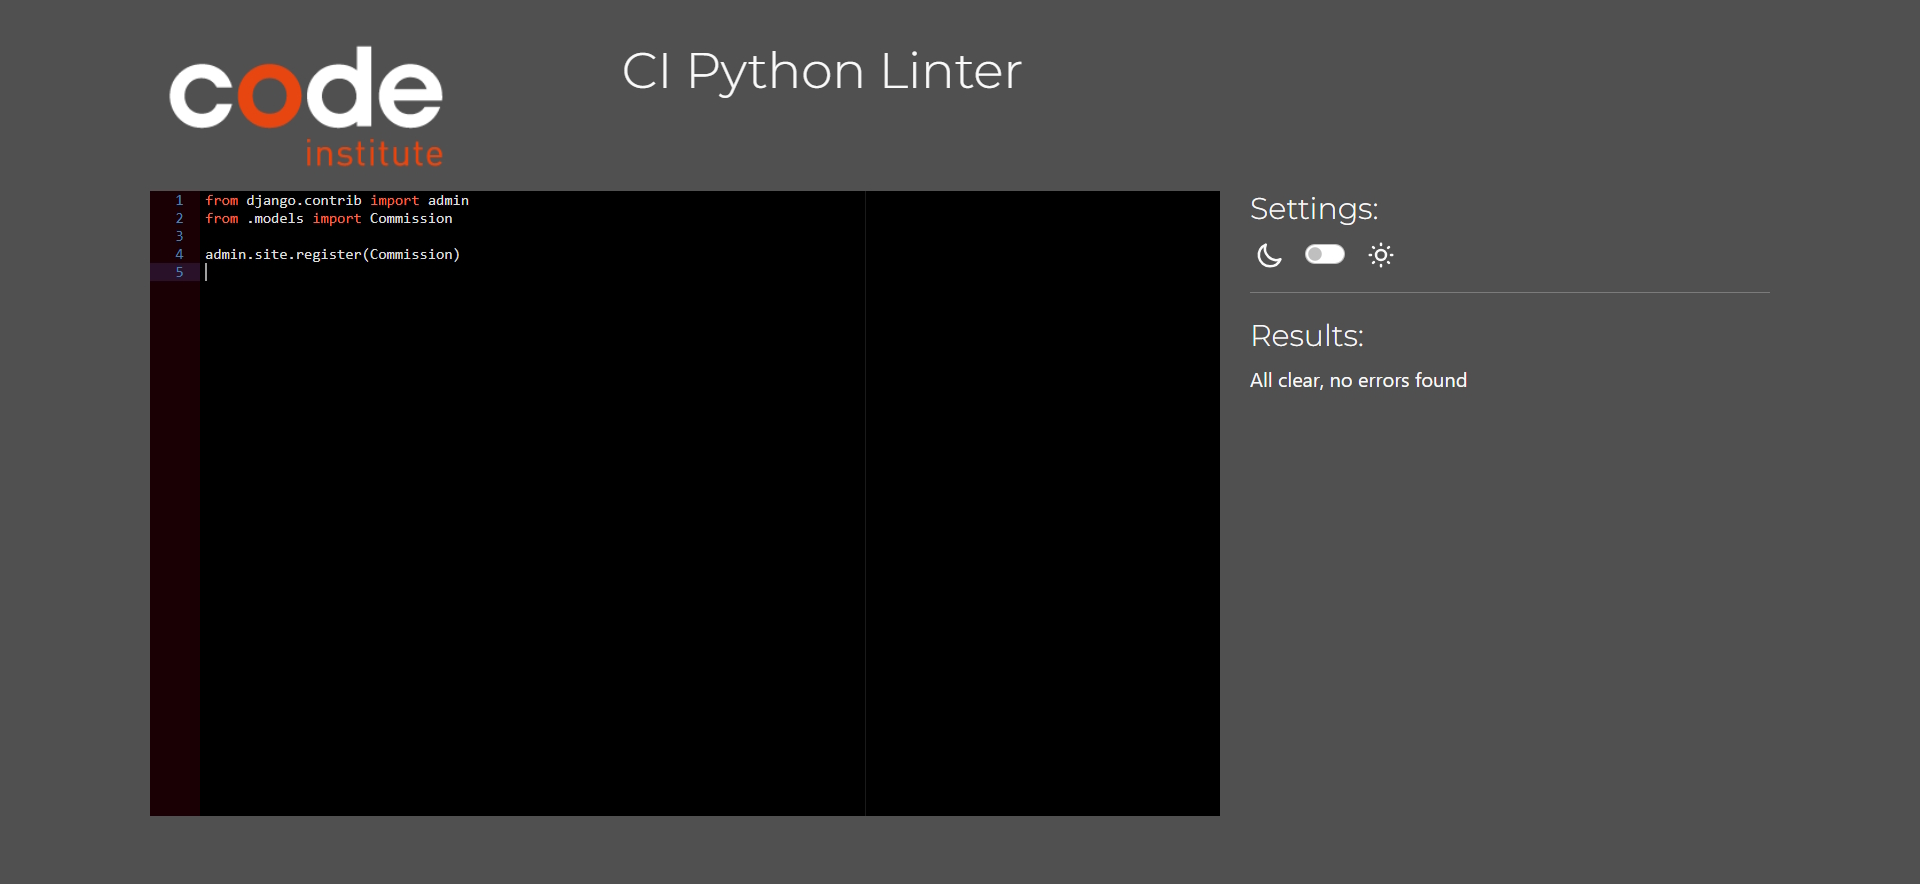 code
institute
CI Python Linter
1 from django.contrib import admin
2 from .models import Commission
3
4 admin.site.register(Commission)
5
Settings:
Results:
All clear, no errors found